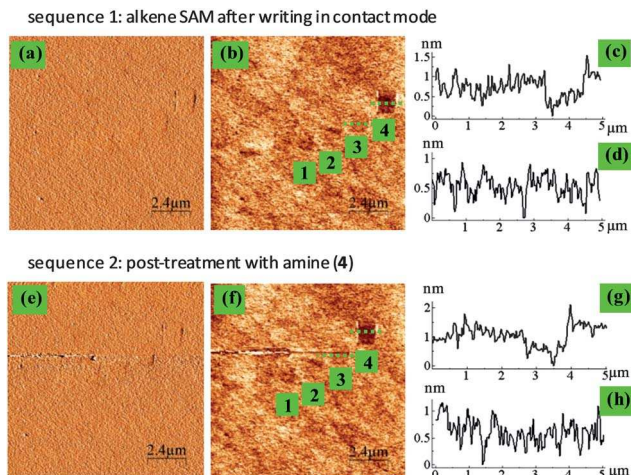 sequence 1: alkene SAM after writing in contact mode
(a)
2.4μm
(b)
1
2
3
4
2.4μm
nm
(c)
1.5
1
0.5
0 1 2 3 4 5 μm
nm
(d)
1
0.5
0
1 2 3 4 5 μm
sequence 2: post-treatment with amine (4)
(e)
2.4μm
(f)
1
2
3
4
2.4μm
nm
(g)
2
1
0
1 2 3 4 5 μm
nm
(h)
1
0.5
0
1 2 3 4 5 μm